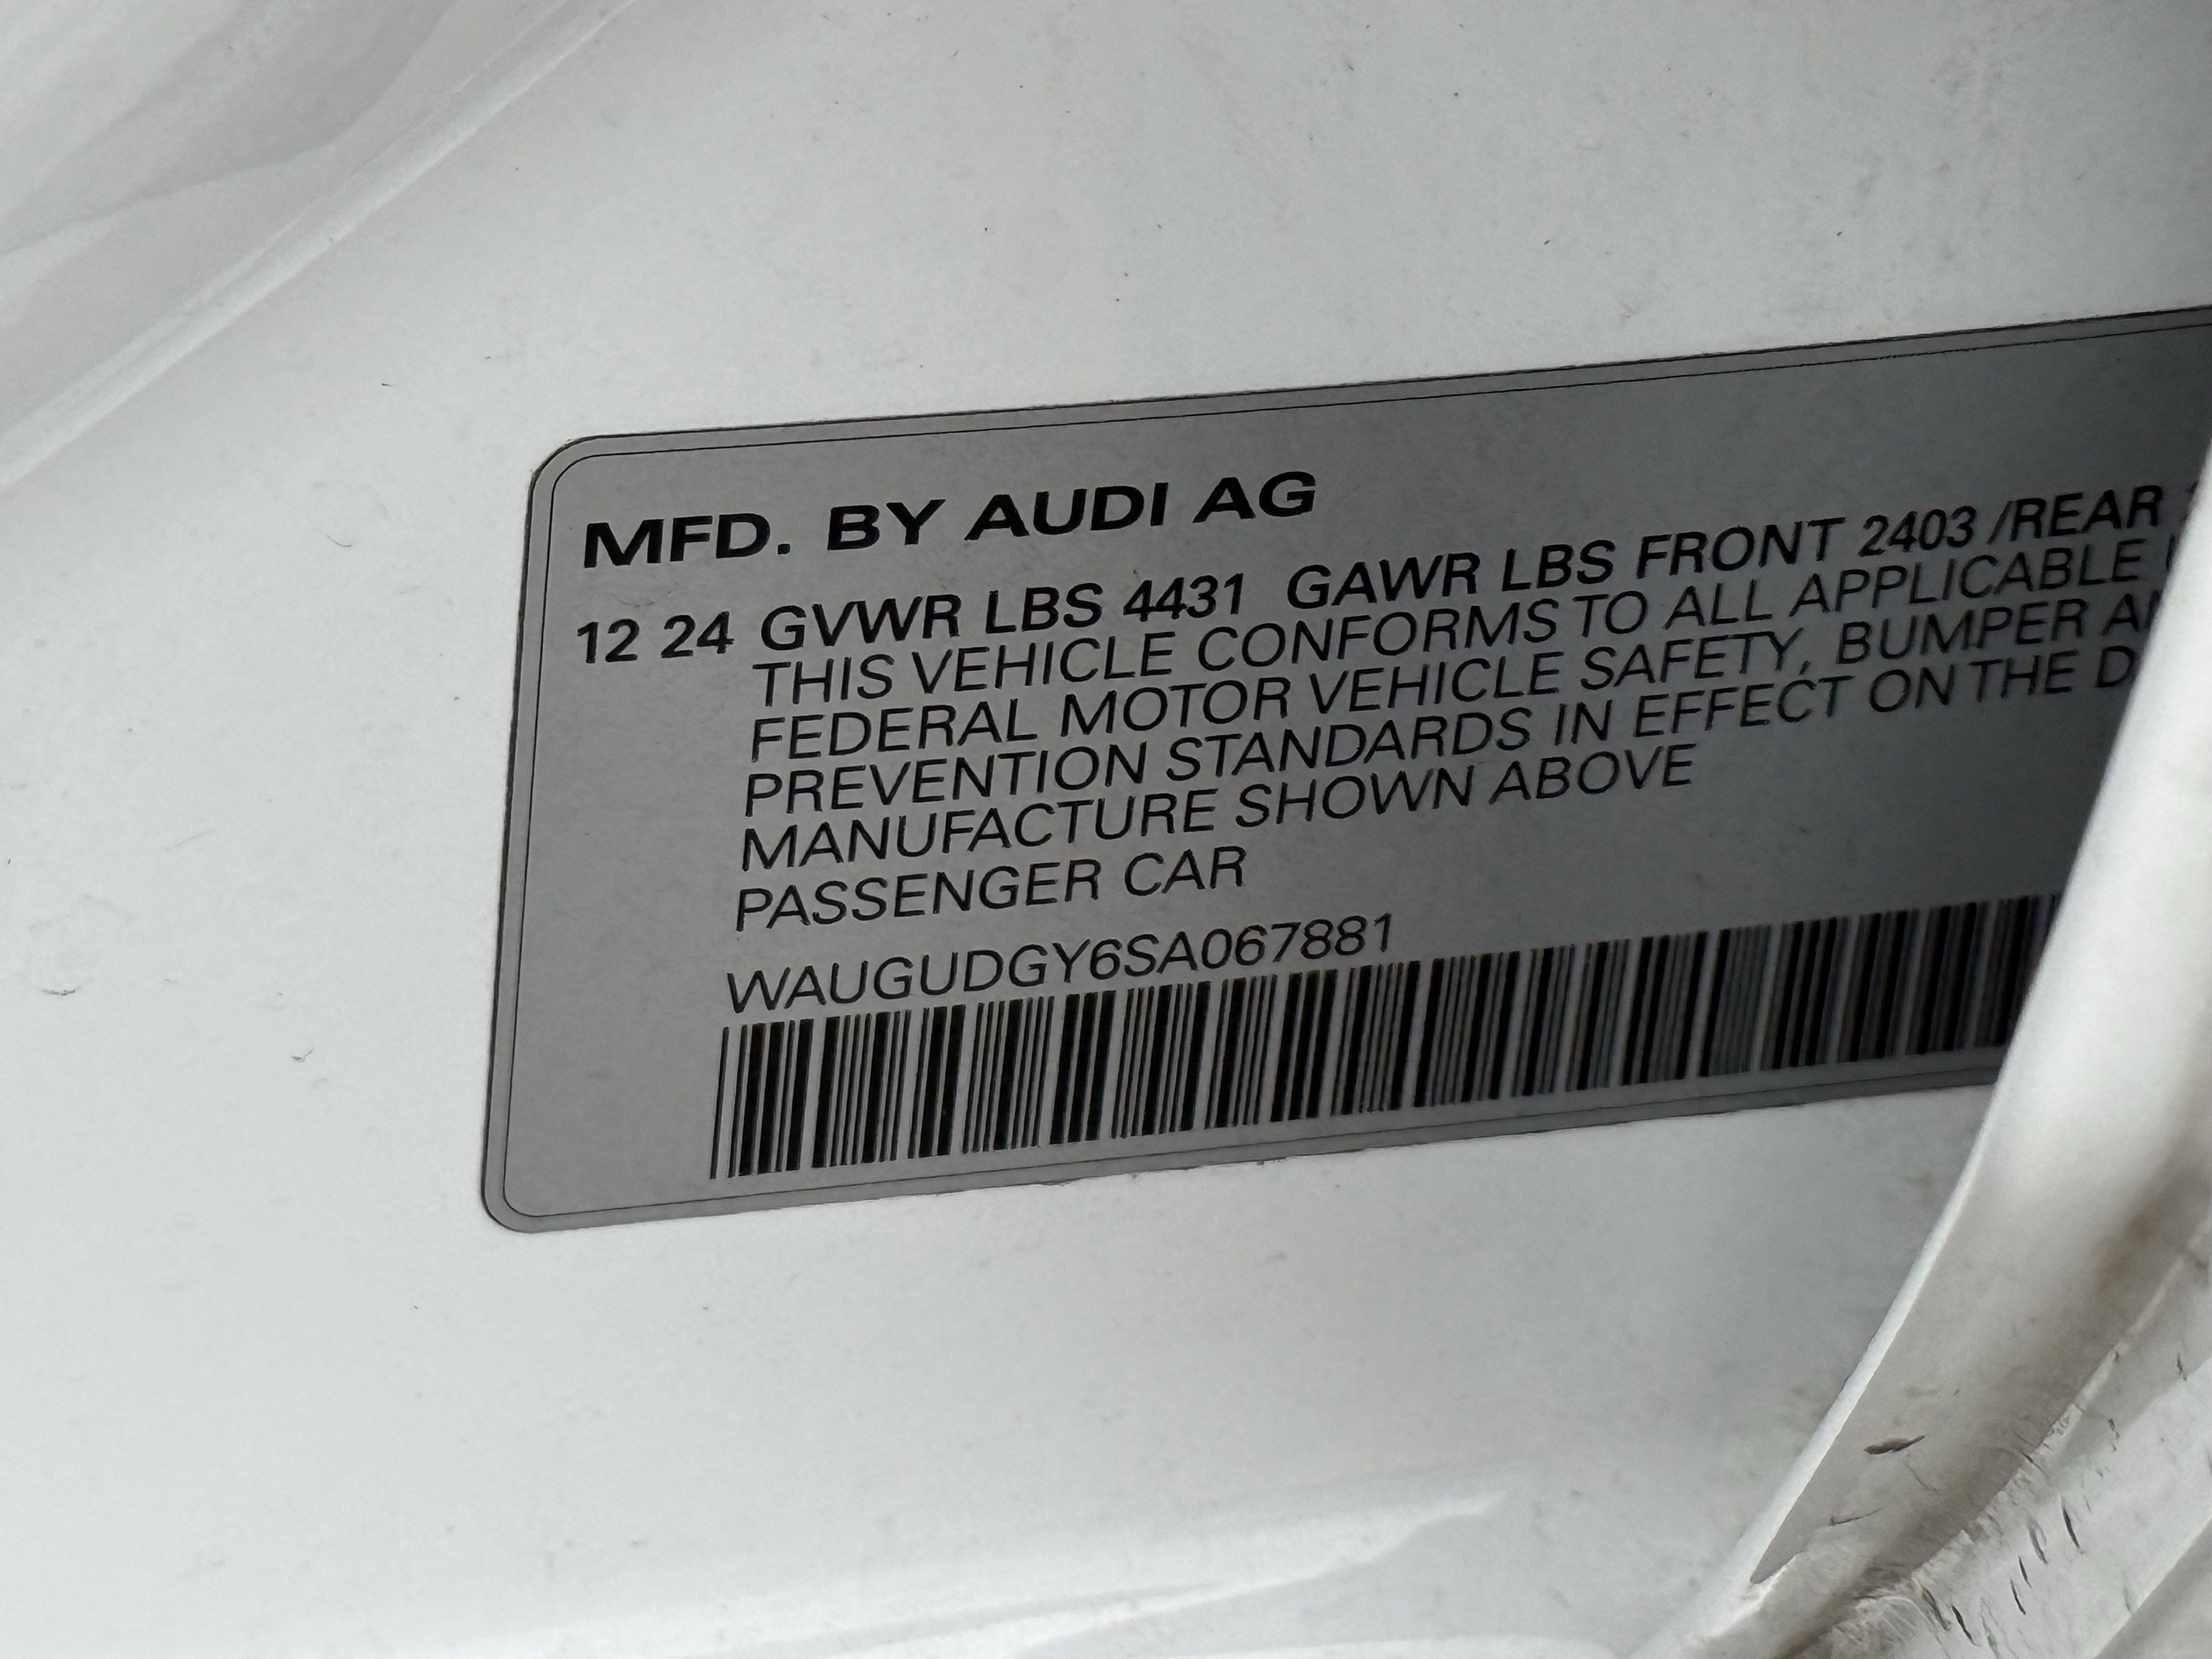 MFD. BY AUDI AG
12 24 GVWR LBS 4431 GAWR LBS FRONT 2403 /REAR
THIS VEHICLE CONFORMS TO ALL APPLICABLE
FEDERAL MOTOR VEHICLE SAFETY, BUMPER
PREVENTION STANDARDS IN EFFECT ON THE
MANUFACTURE SHOWN ABOVE
PASSENGER CAR
WAUGUDGY6SA067881